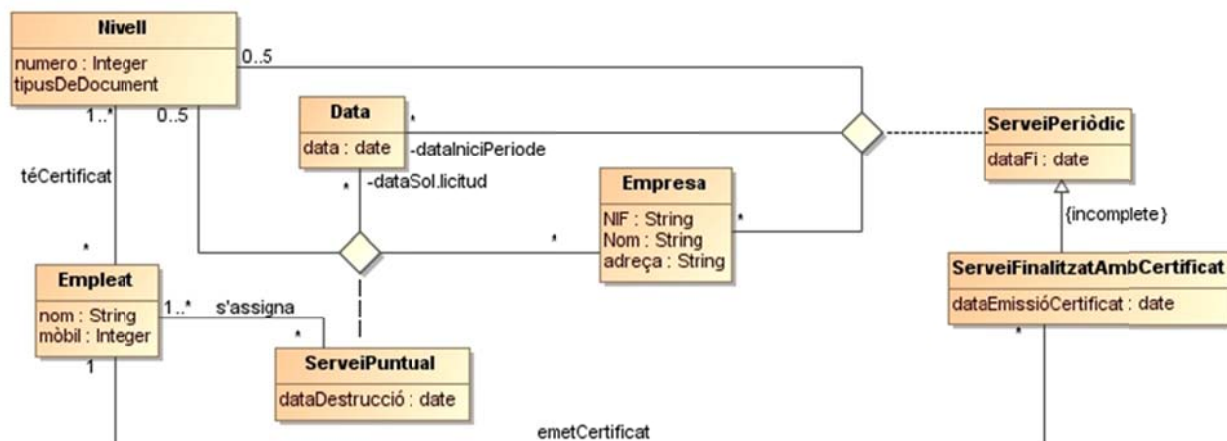 Nivell
numero : Integer
tipusDeDocument
0..5
1..*
0..5
Data
data : date
*
-dataIniciPeriode
*
-dataSol.licitud
ServeiPeriòdic
dataFi : date
{incomplete}
téCertificat
Empresa
NIF : String
Nom : String
adreça : String
*
*
*
Empleat
nom : String
mòbil : Integer
1..*
s'assigna
*
1
ServeiPuntual
dataDestrucció : date
ServeiFinalitzatAmbCertificat
dataEmissióCertificat : date
*
emetCertificat